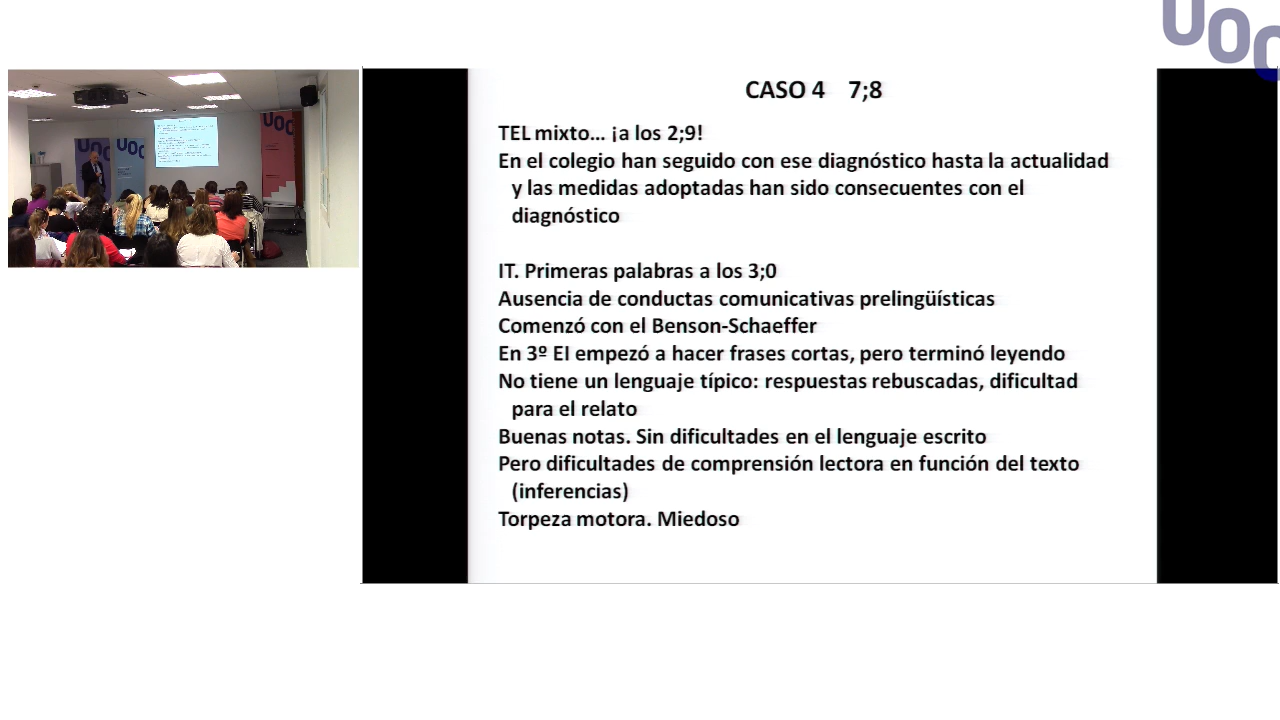 UOC
CASO 4 7;8
TEL mixto... ¡a los 2;9!
En el colegio han seguido con ese diagnóstico hasta la actualidad
y las medidas adoptadas han sido consecuentes con el
diagnóstico
IT. Primeras palabras a los 3;0
Ausencia de conductas comunicativas prelingüísticas
Comenzó con el Benson-Schaeffer
En 3º EI empezó a hacer frases cortas, pero terminó leyendo
No tiene un lenguaje típico: respuestas rebuscadas, dificultad
para el relato
Buenas notas. Sin dificultades en el lenguaje escrito
Pero dificultades de comprensión lectora en función del texto
(inferencias)
Torpeza motora. Miedoso
UOC
UOC
UOC